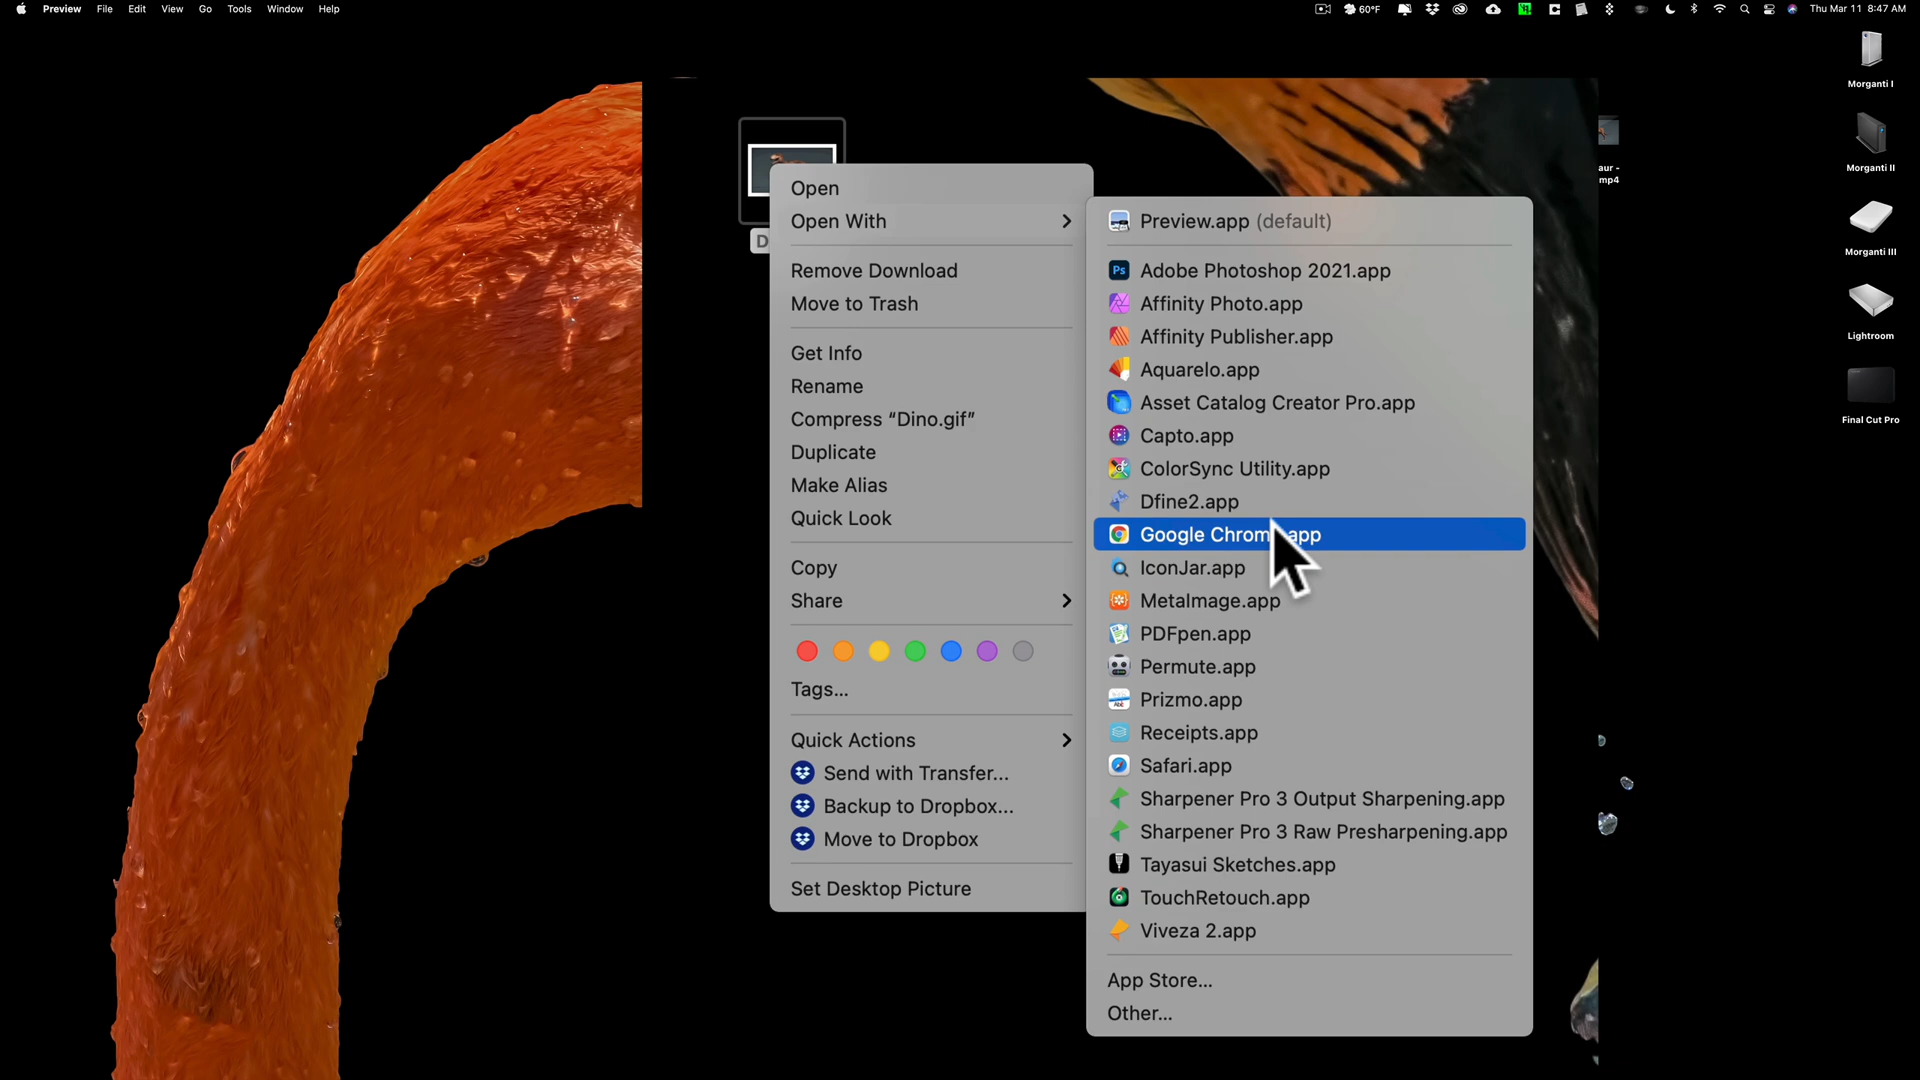 Preview File Edit View Go Tools Window Help
60°F Thu Mar 11 8:47 AM
Morganti I
Morganti II
Morganti III
Lightroom
Final Cut Pro
aur -
mp4
D
Open
Open With
Remove Download
Move to Trash
Get Info
Rename
Compress “Dino.gif”
Duplicate
Make Alias
Quick Look
Copy
Share
Tags...
Quick Actions
Send with Transfer...
Backup to Dropbox...
Move to Dropbox
Set Desktop Picture
Preview.app (default)
Ps Adobe Photoshop 2021.app
Affinity Photo.app
Affinity Publisher.app
Aquarelo.app
Asset Catalog Creator Pro.app
Capto.app
ColorSync Utility.app
Dfine2.app
Google Chrom app
IconJar.app
MetaImage.app
PDFpen.app
Permute.app
Prizmo.app
Receipts.app
Safari.app
Sharpener Pro 3 Output Sharpening.app
Sharpener Pro 3 Raw Presharpening.app
Tayasui Sketches.app
TouchRetouch.app
Viveza 2.app
App Store...
Other...